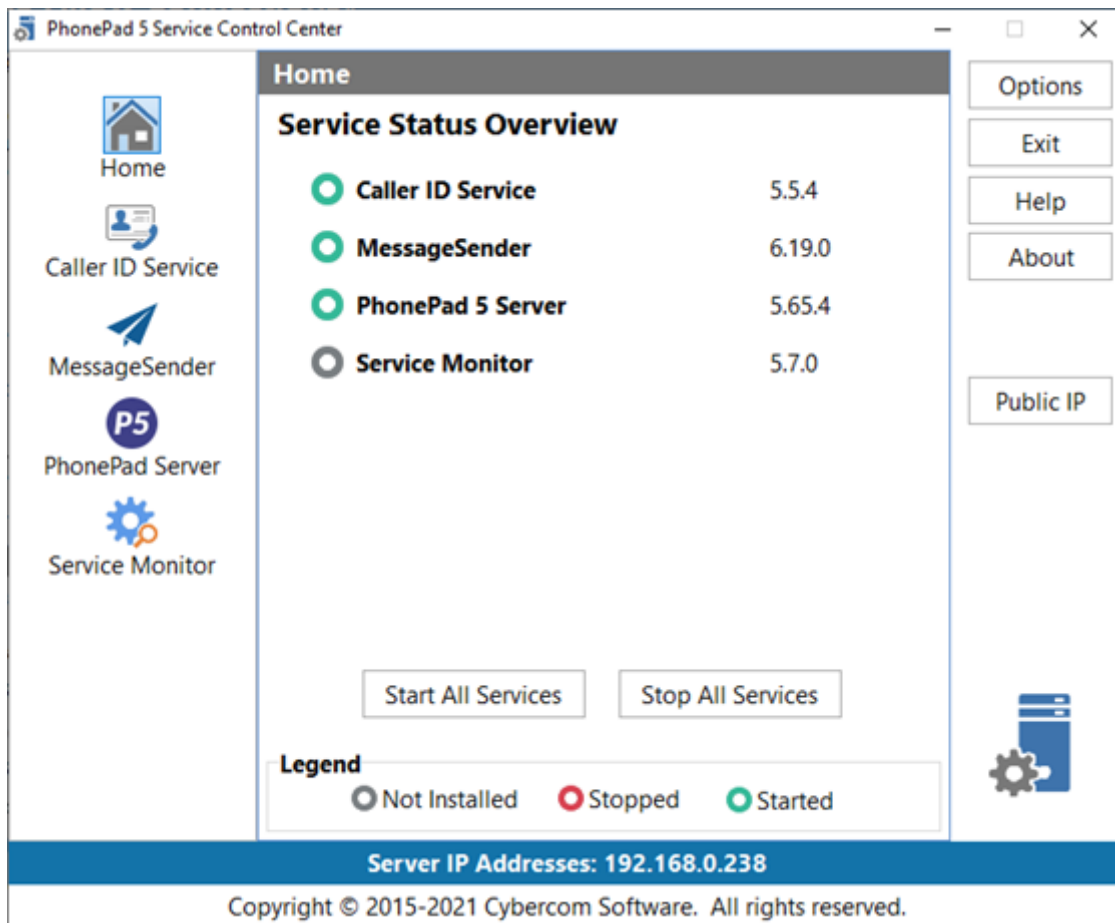 PhonePad 5 Service Control Center
Home
Caller ID Service
MessageSender
P5
PhonePad Server
Service Monitor
Home
Service Status Overview
Caller ID Service 5.5.4
MessageSender 6.19.0
PhonePad 5 Server 5.65.4
Service Monitor 5.7.0
Start All Services Stop All Services
Legend
Not Installed Stopped Started
Options
Exit
Help
About
Public IP
Server IP Addresses: 192.168.0.238
Copyright © 2015-2021 Cybercom Software. All rights reserved.